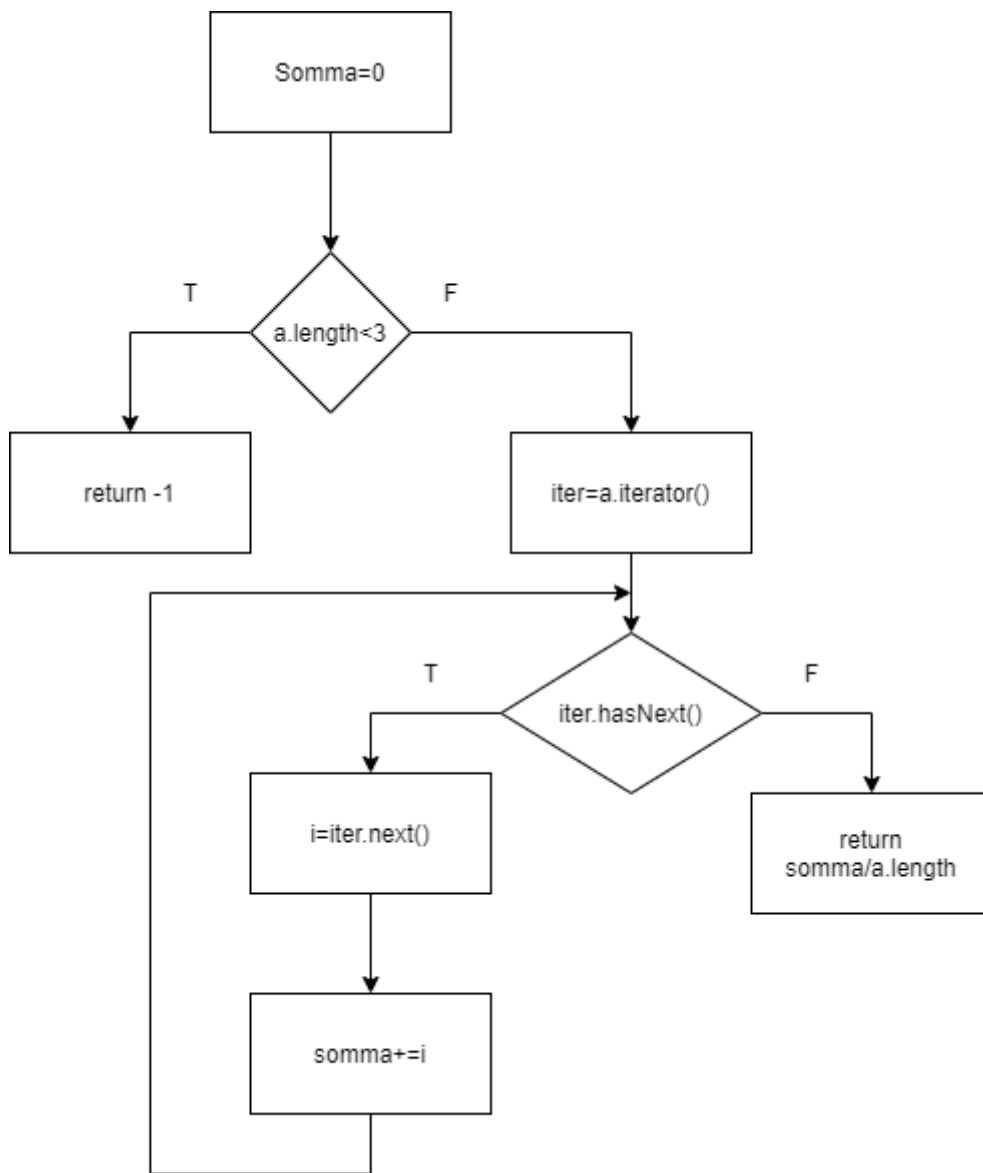 Somma=0
T
F
a.length<3
return -1
iter=a.iterator()
T
F
iter.hasNext()
i=iter.next()
return
somma/a.length
somma+=i